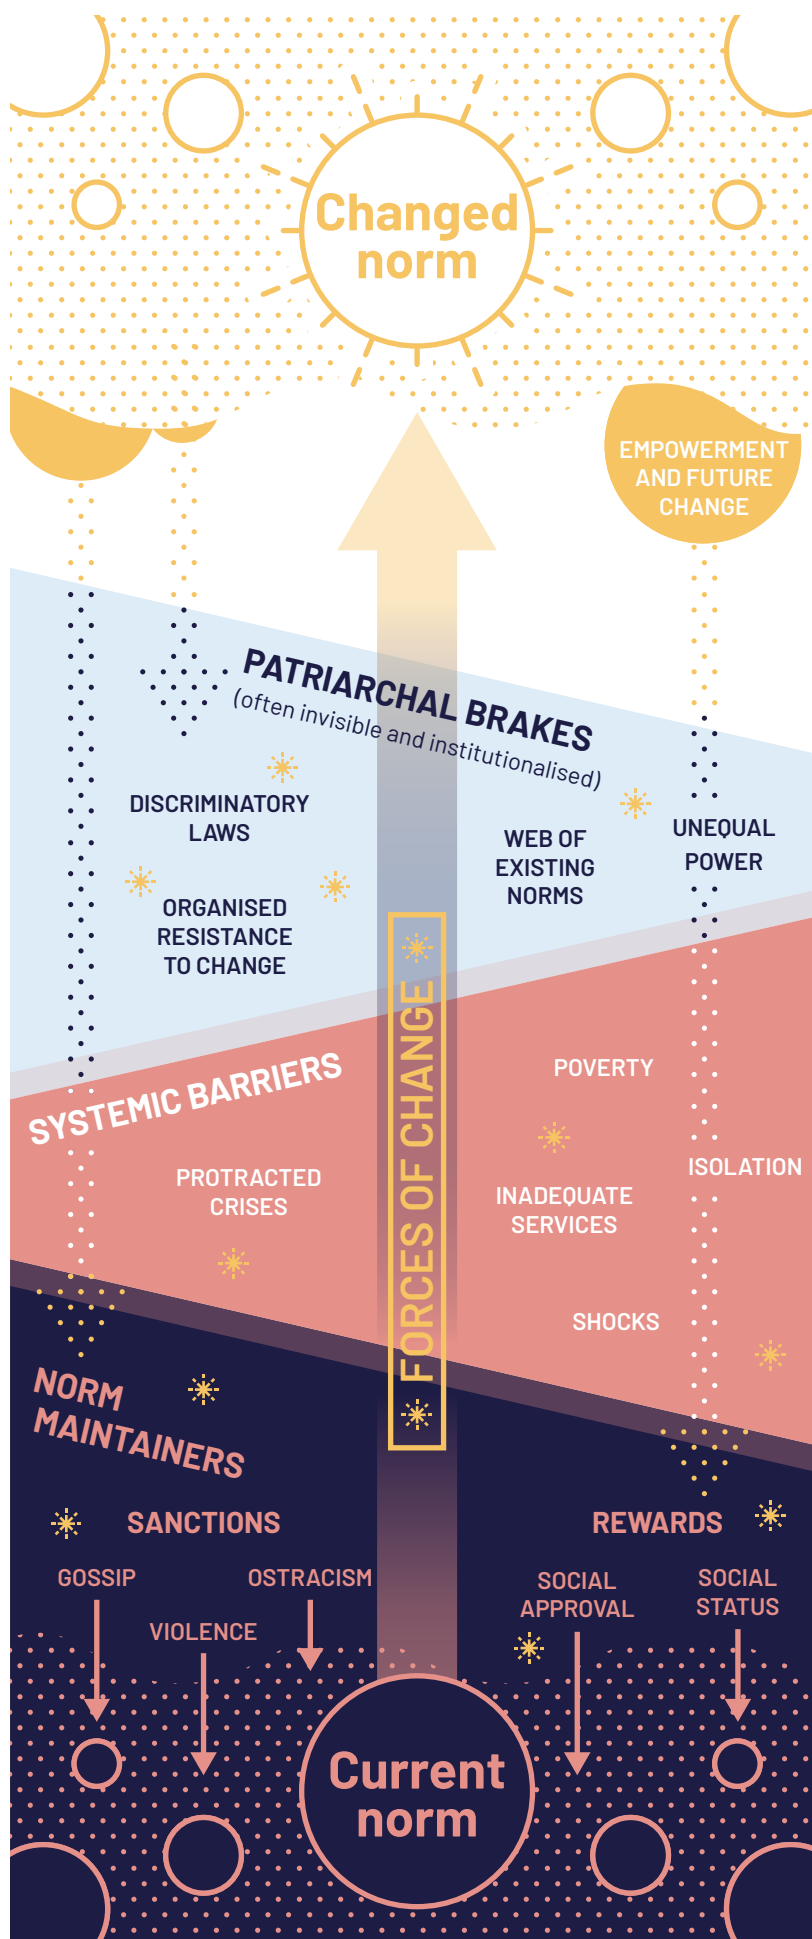 Changed
norm
EMPOWERMENT
AND FUTURE
CHANGE
PATRIARCHAL BRAKES
(often invisible and institutionalised)
DISCRIMINATORY
LAWS
ORGANISED
RESISTANCE
TO CHANGE
WEB OF
EXISTING
NORMS
UNEQUAL
POWER
FORCES OF CHANGE
SYSTEMIC BARRIERS
PROTRACTED
CRISES
POVERTY
ISOLATION
INADEQUATE
SERVICES
SHOCKS
NORM
MAINTAINERS
SANCTIONS
GOSSIP
VIOLENCE
OSTRACISM
REWARDS
SOCIAL
APPROVAL
SOCIAL
STATUS
Current
norm